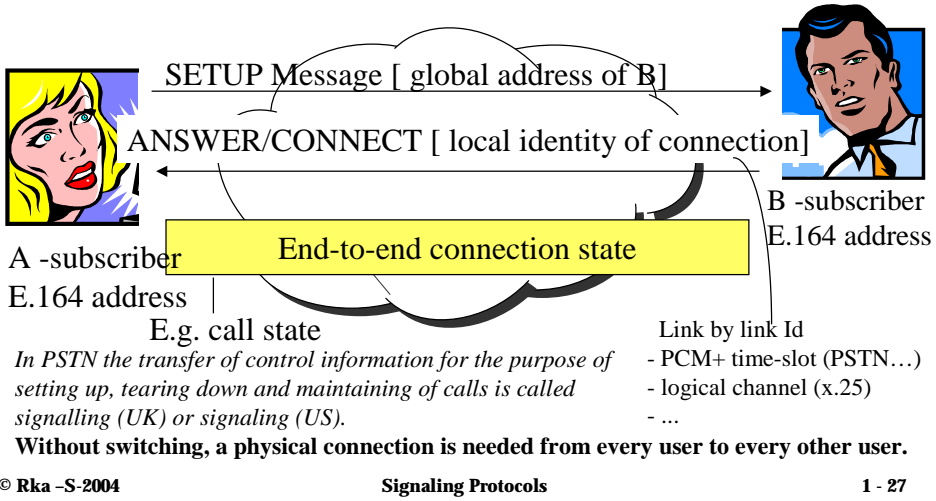 SETUP Message [ global address of B]
ANSWER/CONNECT [ local identity of connection]
B -subscriber
E.164 address
End-to-end connection state
A -subscriber
E.164 address
E.g. call state
Link by link Id
- PCM+ time-slot (PSTN…)
- logical channel (x.25)
- ...
In PSTN the transfer of control information for the purpose of
setting up, tearing down and maintaining of calls is called
signalling (UK) or signaling (US).
Without switching, a physical connection is needed from every user to every other user.
© Rka –S-2004 Signaling Protocols 1 - 27